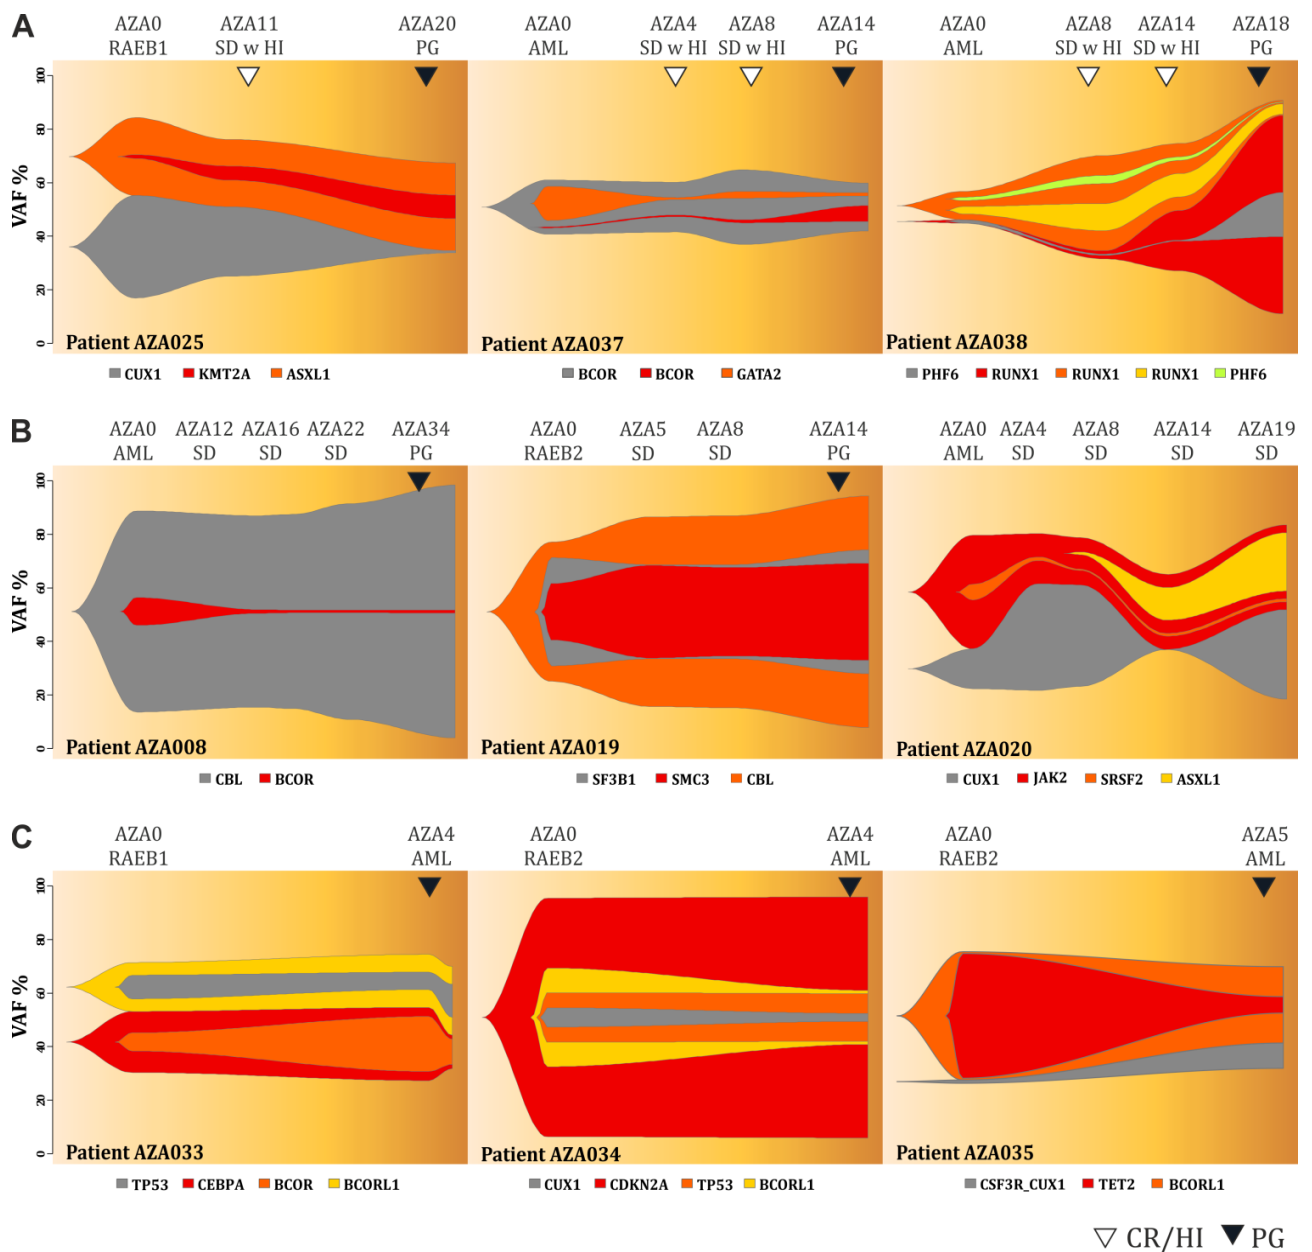 A
AZA0 AZA11 AZA20
RAEB1 SD w HI PG
AZA0 AZA4 AZA8 AZA14
AML SD w HI SD w HI PG
AZA0 AZA8 AZA14 AZA18
AML SD w HI SD w HI PG
VAF %
100
80
60
40
20
0
Patient AZA025
Patient AZA037
Patient AZA038
CUX1 KMT2A ASXL1
BCOR BCOR GATA2
PHF6 RUNX1 RUNX1 RUNX1 PHF6
B
AZA0 AZA12 AZA16 AZA22 AZA34
AML SD SD SD PG
AZA0 AZA5 AZA8 AZA14
RAEB2 SD SD PG
AZA0 AZA4 AZA8 AZA14 AZA19
AML SD SD SD SD
VAF %
100
80
60
40
20
0
Patient AZA008
Patient AZA019
Patient AZA020
CBL BCOR
SF3B1 SMC3 CBL
CUX1 JAK2 SRSF2 ASXL1
C
AZA0 AZA4
RAEB1 AML
AZA0 AZA4
RAEB2 AML
AZA0 AZA5
RAEB2 AML
VAF %
100
80
60
40
20
0
Patient AZA033
Patient AZA034
Patient AZA035
TP53 CEBPA BCOR BCORL1
CUX1 CDKN2A TP53 BCORL1
CSF3R_CUX1 TET2 BCORL1
CR/HI PG